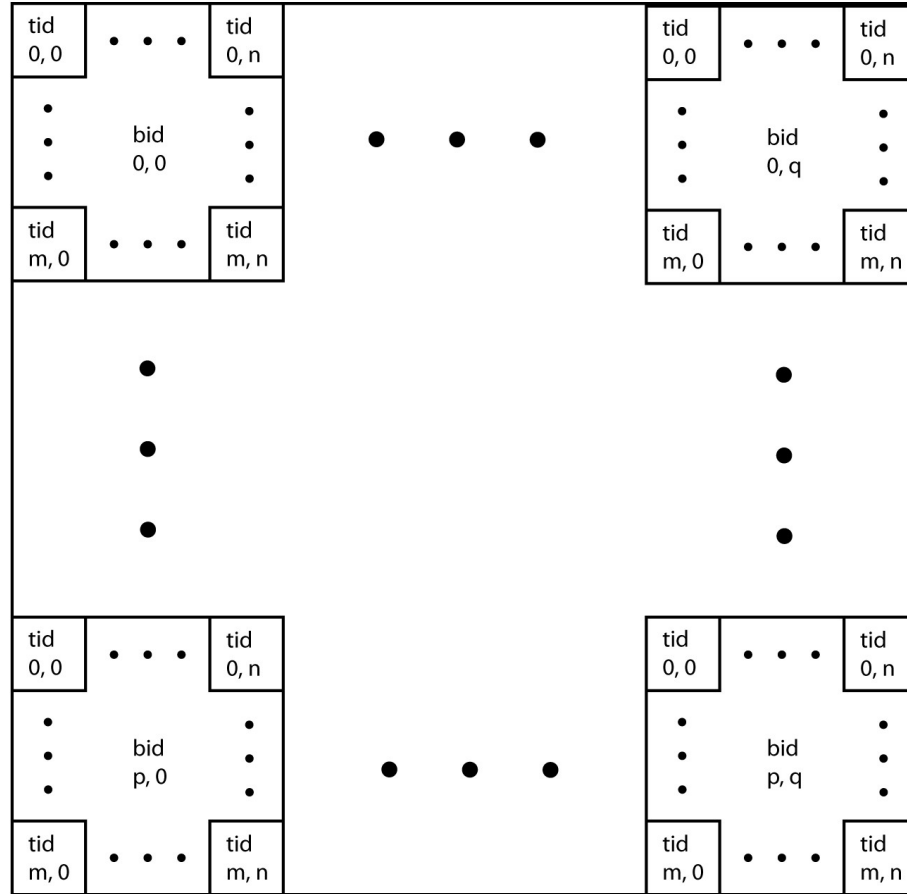 tid
0, 0
tid
0, n
bid
0, 0
tid
m, 0
tid
m, n
tid
0, 0
tid
0, n
bid
0, q
tid
m, 0
tid
m, n
tid
0, 0
tid
0, n
bid
p, 0
tid
m, 0
tid
m, n
tid
0, 0
tid
0, n
bid
p, q
tid
m, 0
tid
m, n